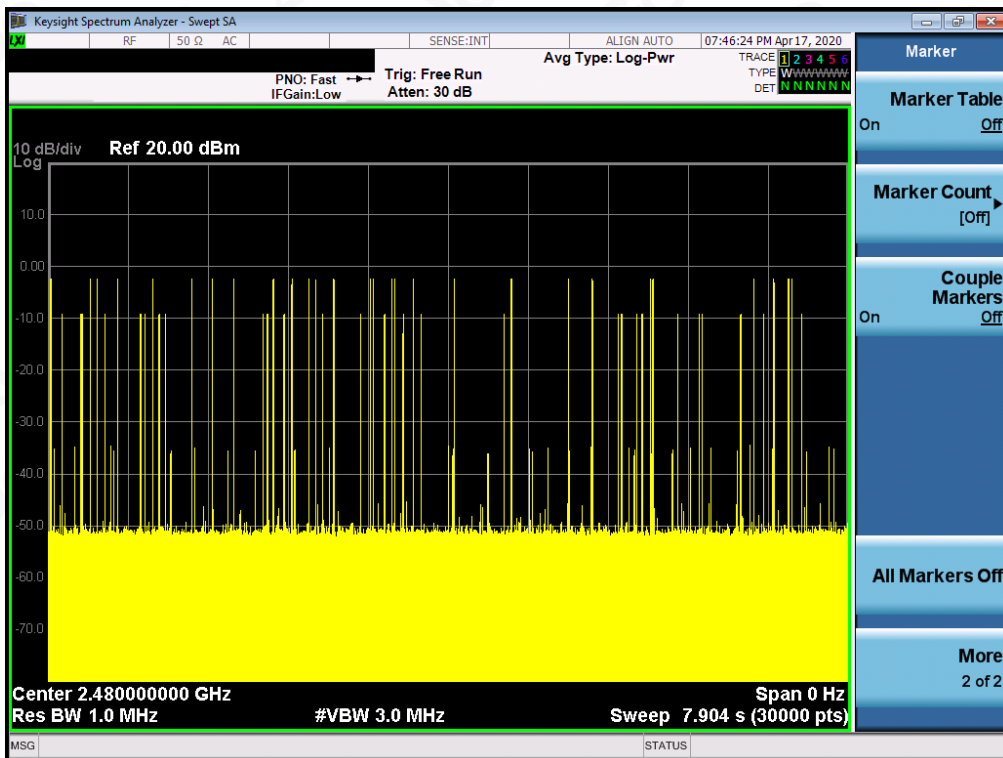 Keysight Spectrum Analyzer - Swept SA
LXI RF 50 Ω AC SENSE:INT ALIGN AUTO 07:46:24 PM Apr 17, 2020
Avg Type: Log-Pwr
TRACE 1 2 3 4 5 6
TYPE WWWWWW
DET N N N N N N
PNO: Fast Trig: Free Run
IFGain:Low Atten: 30 dB
10 dB/div Ref 20.00 dBm
Log
10.0
0.00
-10.0
-20.0
-30.0
-40.0
-50.0
-60.0
-70.0
Center 2.480000000 GHz Span 0 Hz
Res BW 1.0 MHz #VBW 3.0 MHz Sweep 7.904 s (30000 pts)
MSG STATUS
Marker
Marker Table
On Off
Marker Count
[Off]
Couple
Markers
On Off
All Markers Off
More
2 of 2